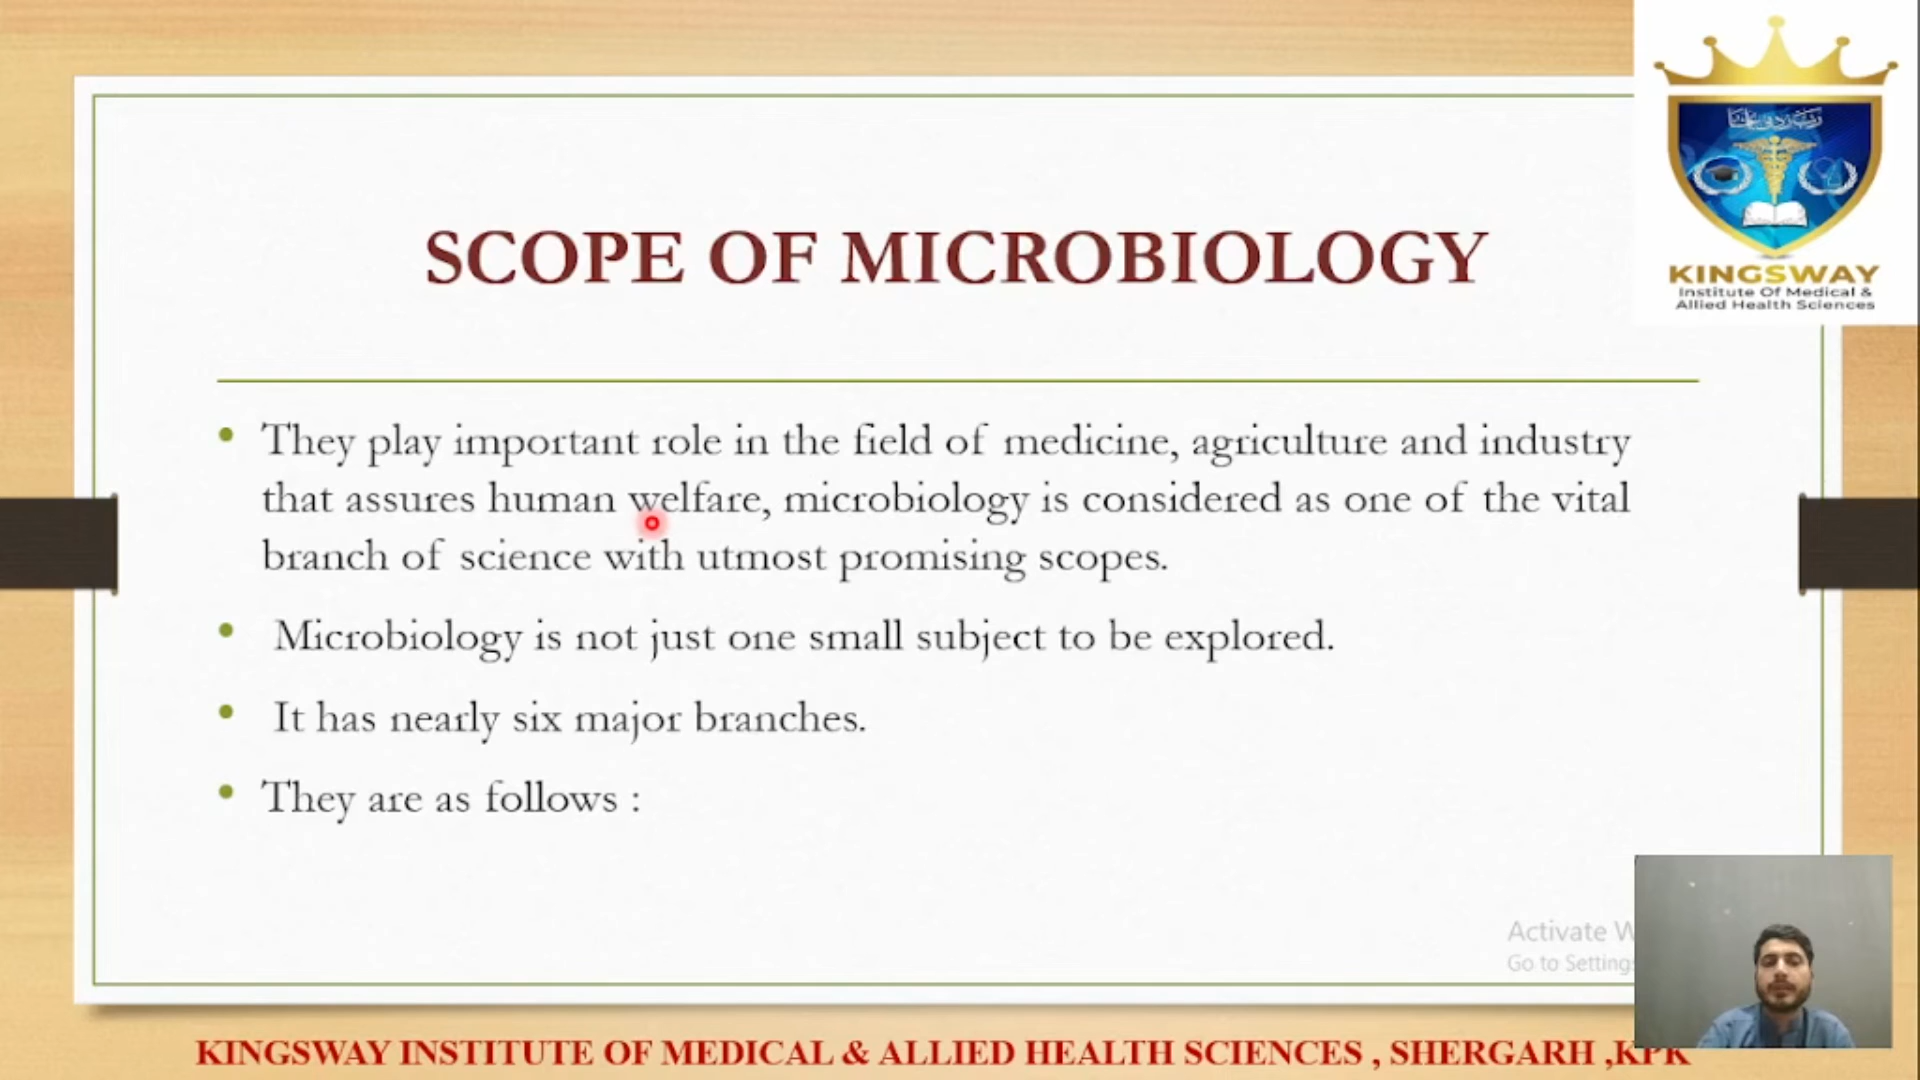 SCOPE OF MICROBIOLOGY
KINGSWAY
Institute Of Medical &
Allied Health Sciences
• They play important role in the field of medicine, agriculture and industry
that assures human welfare, microbiology is considered as one of the vital
branch of science with utmost promising scopes.
• Microbiology is not just one small subject to be explored.
• It has nearly six major branches.
• They are as follows :
Activate W
Go to Setting
KINGSWAY INSTITUTE OF MEDICAL & ALLIED HEALTH SCIENCES , SHERGARH ,KPK